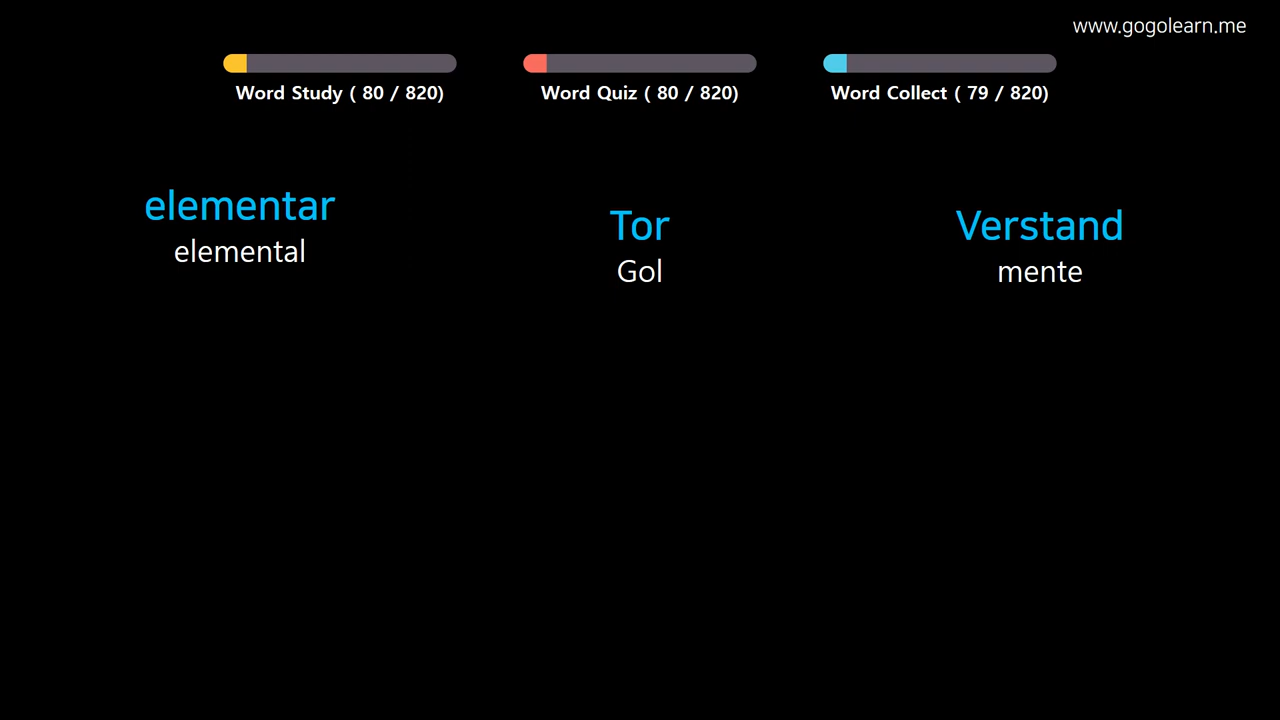 www.gogolearn.me
Word Study ( 80 / 820)
Word Quiz ( 80 / 820)
Word Collect ( 79 / 820)
elementar
elemental
Tor
Gol
Verstand
mente